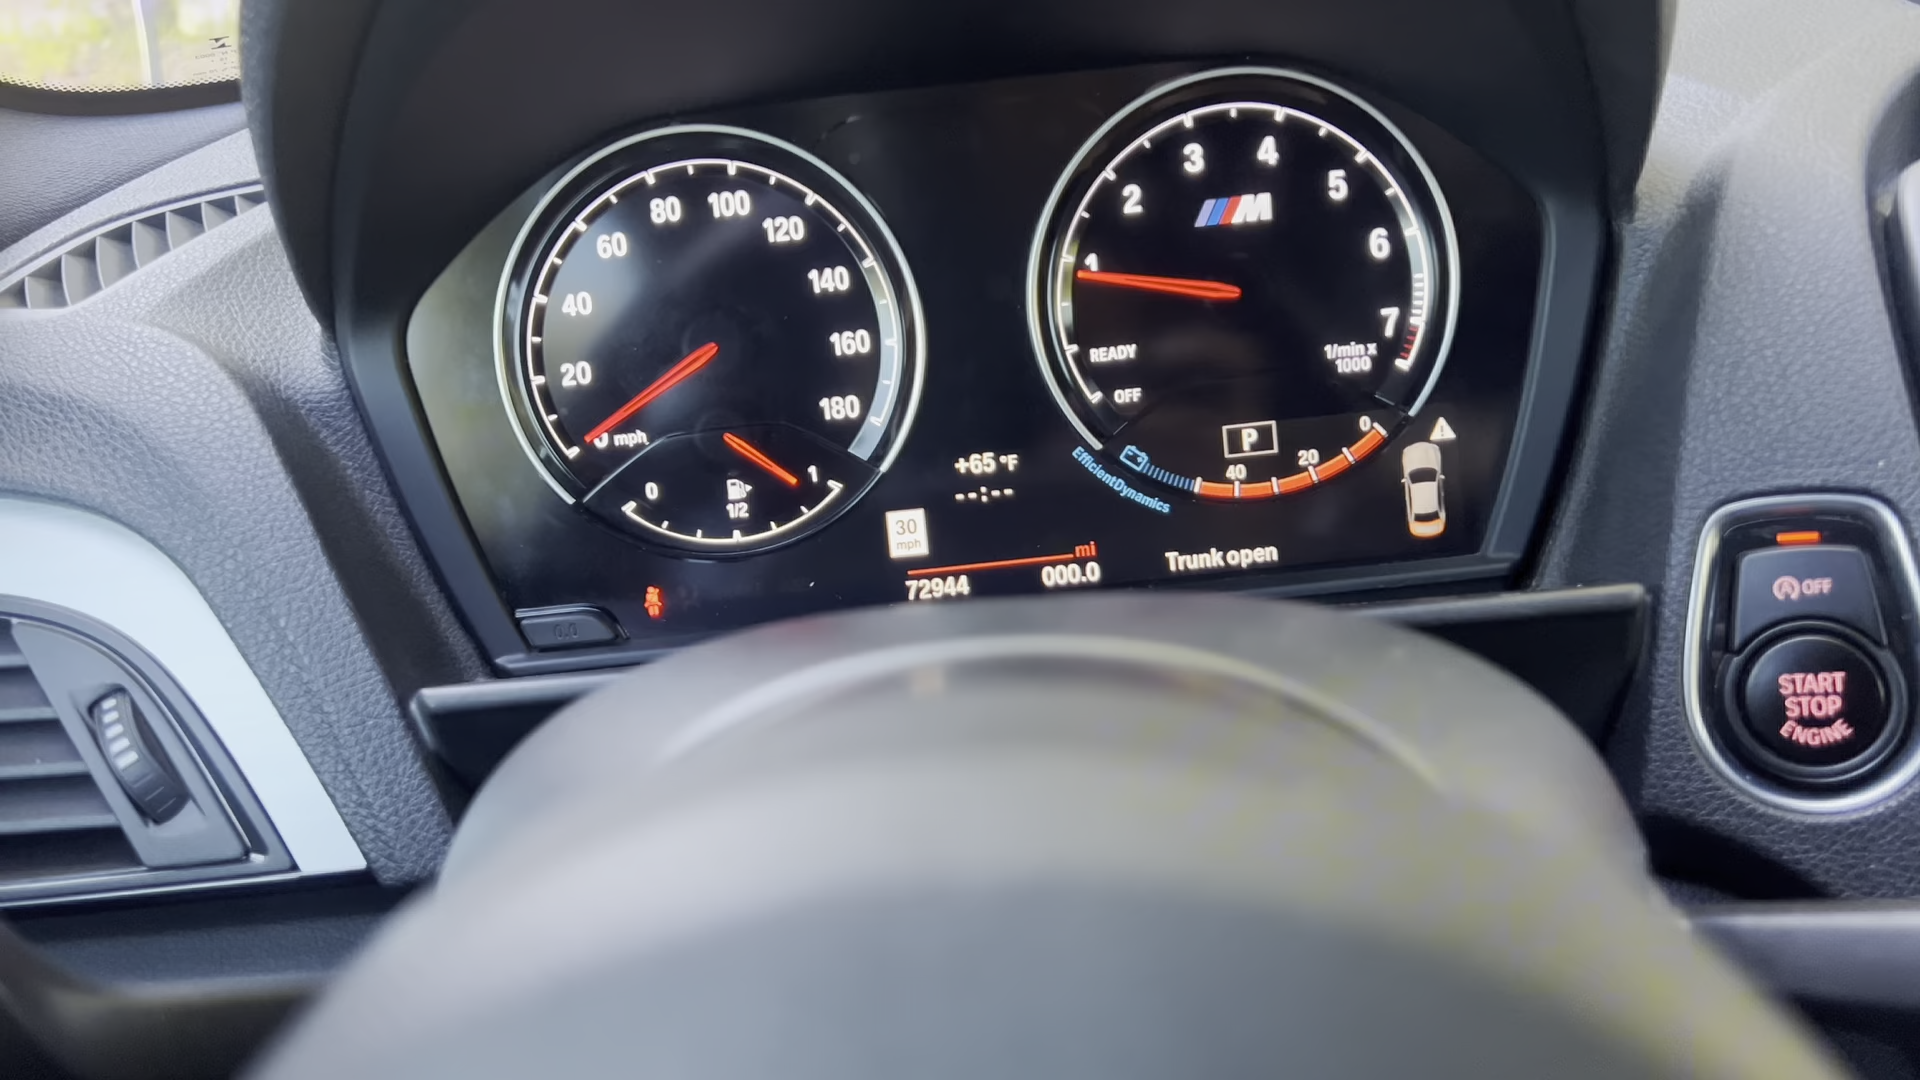 80
100
60
120
40
140
20
160
180
0 mph
0
1
1/2
3
4
2
5
M
1
6
7
READY
1/min x
1000
OFF
P
0
20
40
EfficientDynamics
+65 °F
--:--
30
mph
mi
72944
000.0
Trunk open
0.0
A OFF
START
STOP
ENGINE